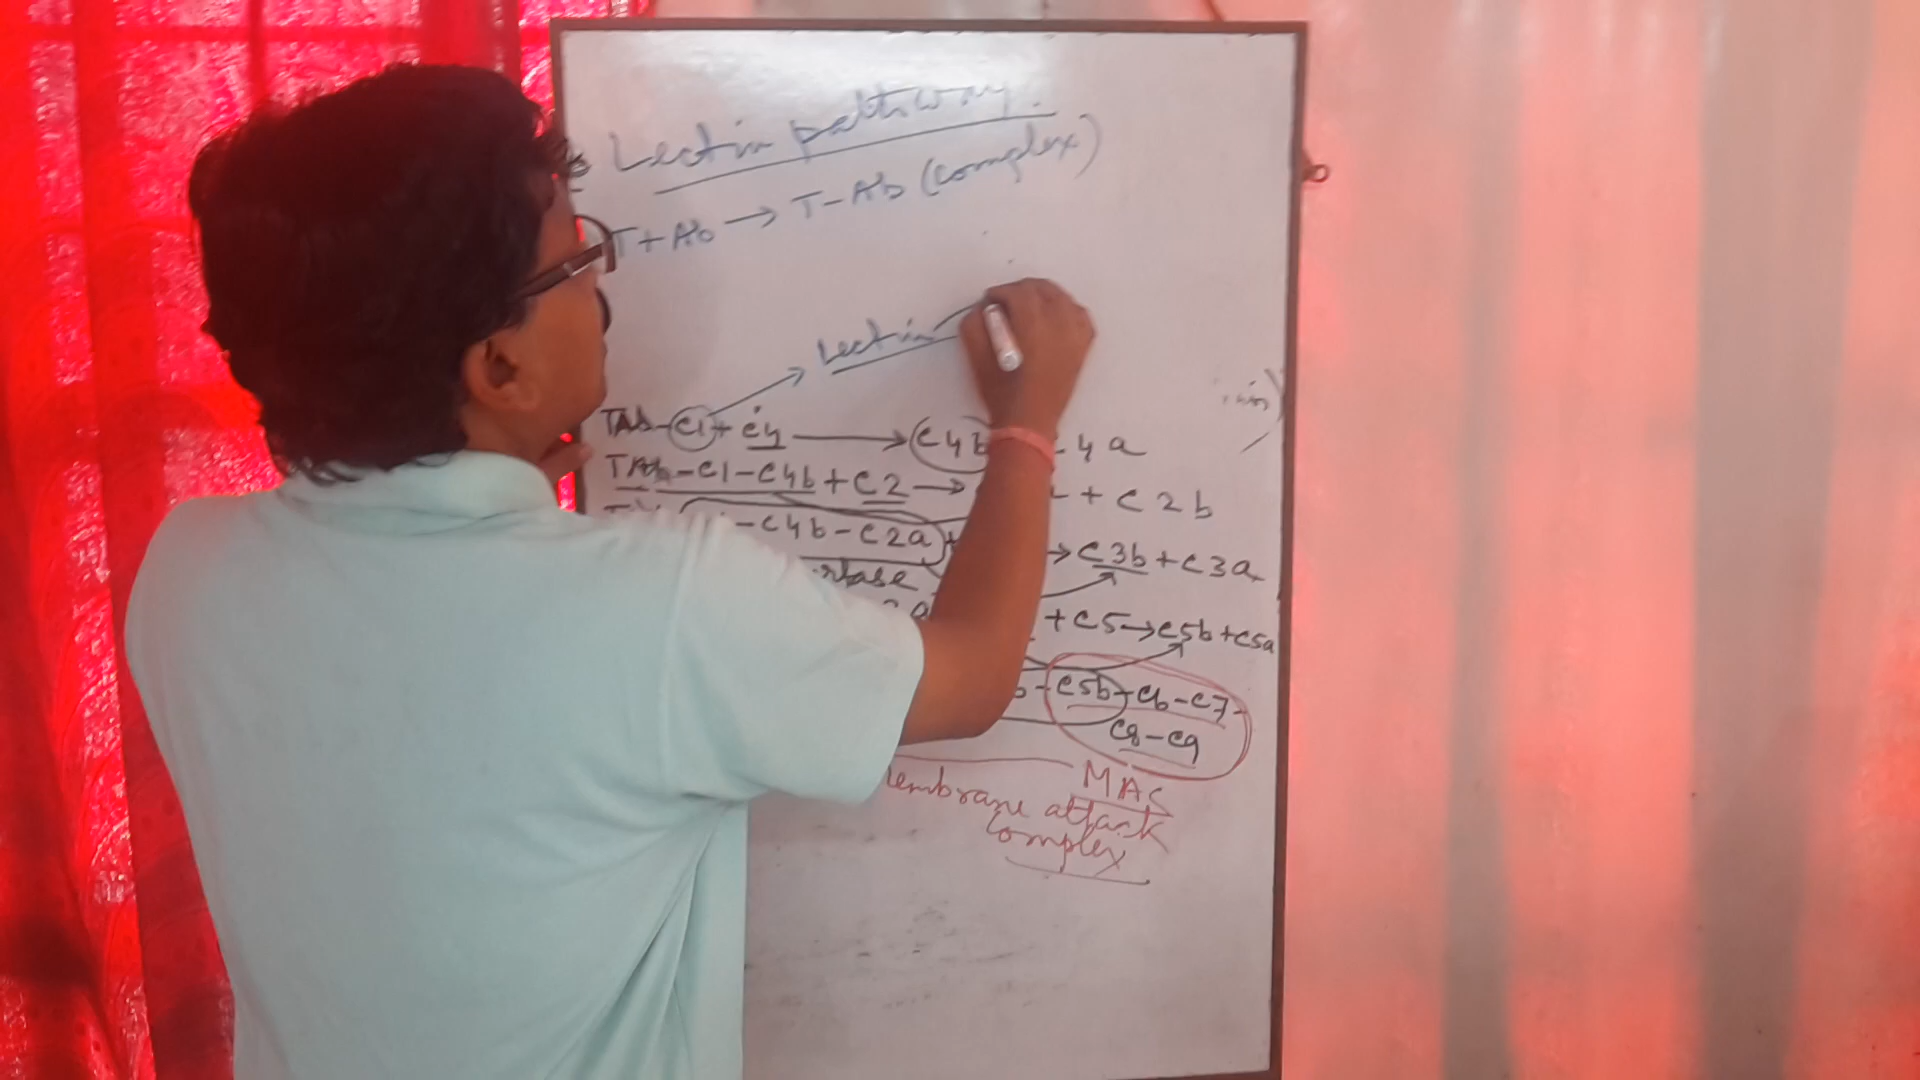 Lectin pathway.
T+Ab → T-Ab (complex)
Lectin
TAb-C1+C4 → C4b 4a
TAb-C1-C4b+C2 → + C2b
-C4b-C2a + → C3b+C3a
+C5→C5b+C5a
-C5b-C6-C7-
C8-C9
MAC
embrane attack
complex